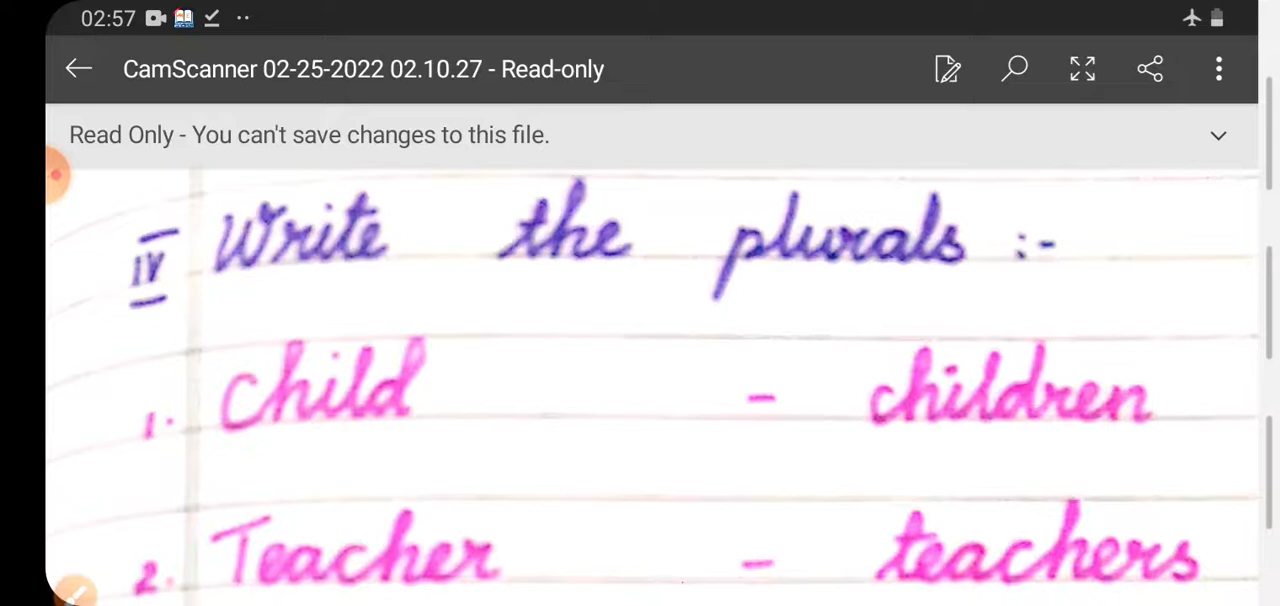 02:57
CamScanner 02-25-2022 02.10.27 - Read-only
Read Only - You can't save changes to this file.
IV Write the plurals :-
1. Child - children
2. Teacher - teachers